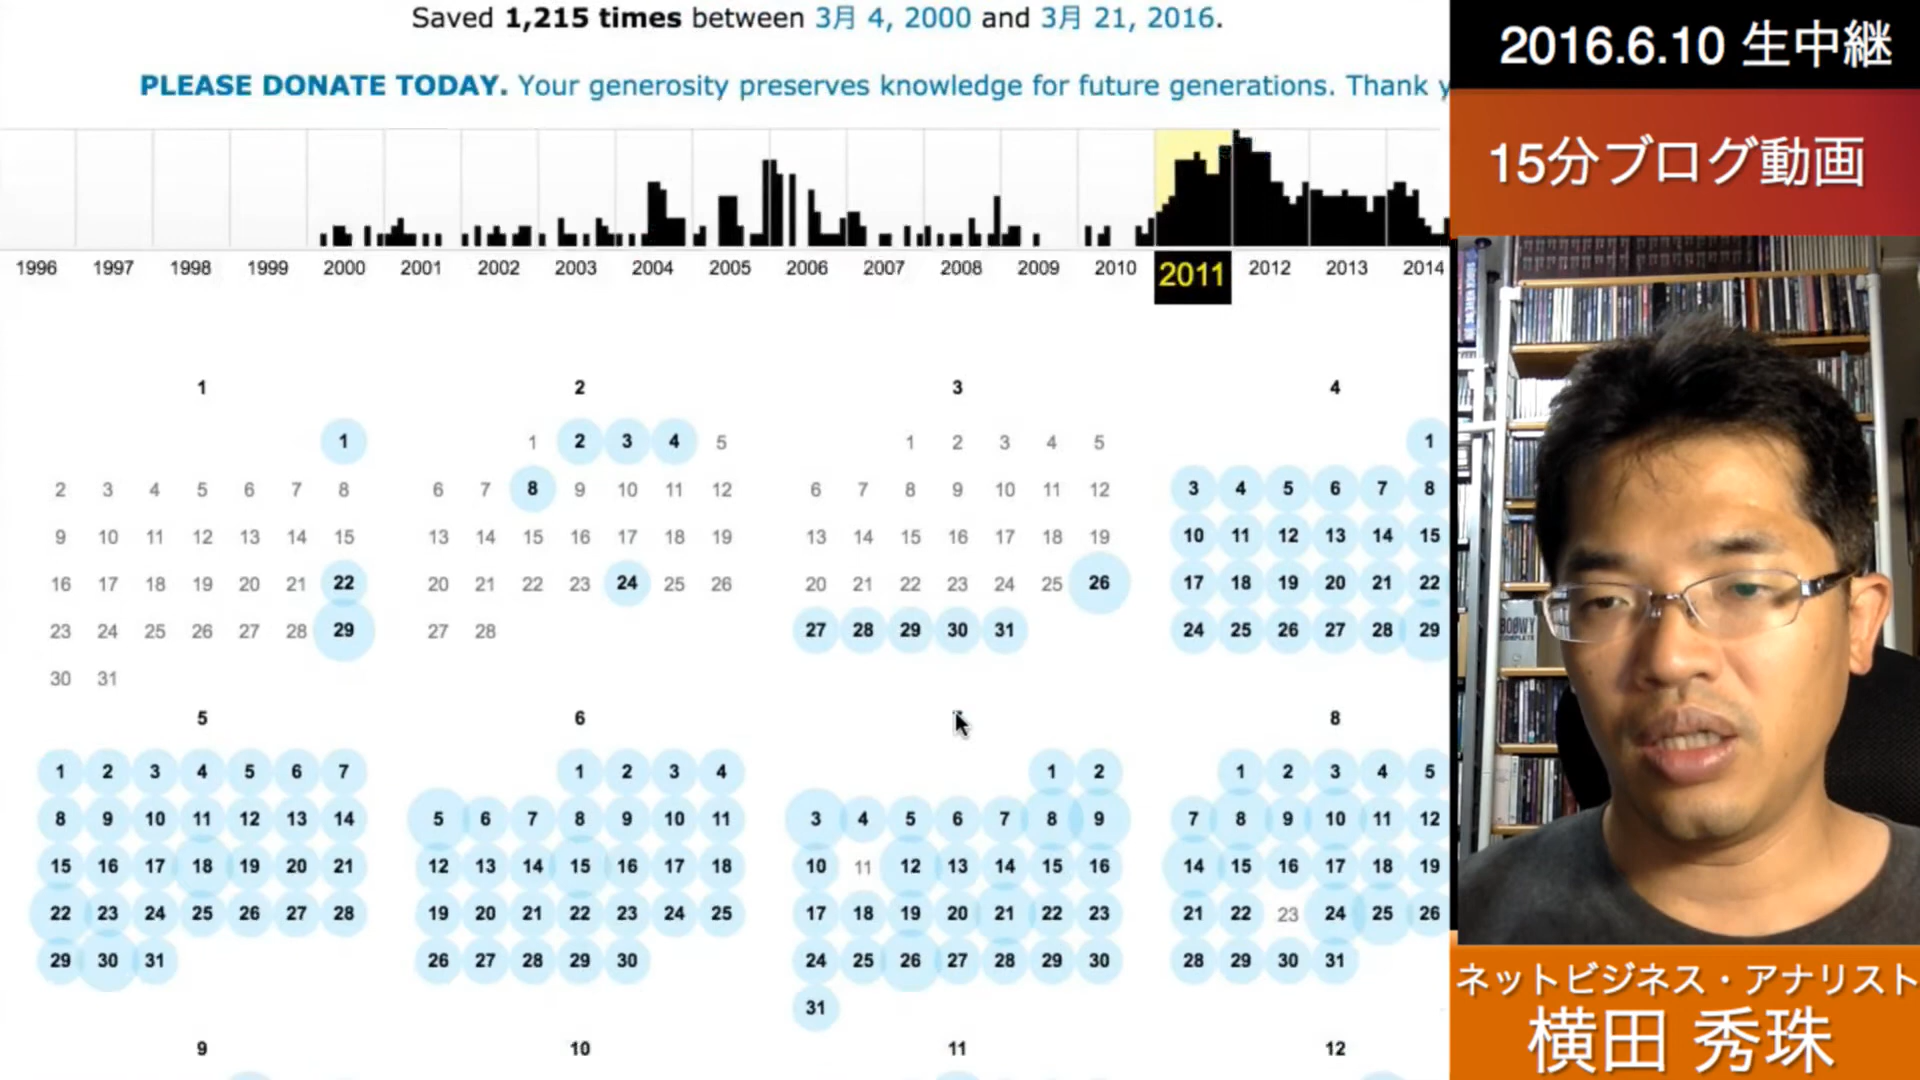 Saved 1,215 times between 3月 4, 2000 and 3月 21, 2016.
PLEASE DONATE TODAY. Your generosity preserves knowledge for future generations. Thank y
1996 1997 1998 1999 2000 2001 2002 2003 2004 2005 2006 2007 2008 2009 2010 2011 2012 2013 2014
1 2 3 4
1
2 3 4 5 6 7 8
9 10 11 12 13 14 15
16 17 18 19 20 21 22
23 24 25 26 27 28 29
30 31
1 2 3 4 5
6 7 8 9 10 11 12
13 14 15 16 17 18 19
20 21 22 23 24 25 26
27 28
1 2 3 4 5
6 7 8 9 10 11 12
13 14 15 16 17 18 19
20 21 22 23 24 25 26
27 28 29 30 31
1
3 4 5 6 7 8
10 11 12 13 14 15
17 18 19 20 21 22
24 25 26 27 28 29
5 6 8
1 2 3 4 5 6 7
8 9 10 11 12 13 14
15 16 17 18 19 20 21
22 23 24 25 26 27 28
29 30 31
1 2 3 4
5 6 7 8 9 10 11
12 13 14 15 16 17 18
19 20 21 22 23 24 25
26 27 28 29 30
1 2
3 4 5 6 7 8 9
10 11 12 13 14 15 16
17 18 19 20 21 22 23
24 25 26 27 28 29 30
31
1 2 3 4 5
7 8 9 10 11 12
14 15 16 17 18 19
21 22 23 24 25 26
28 29 30 31
9 10 11 12
2016.6.10 生中継
15分ブログ動画
BOØWY
COMPLETE
ネットビジネス・アナリスト
横田 秀珠